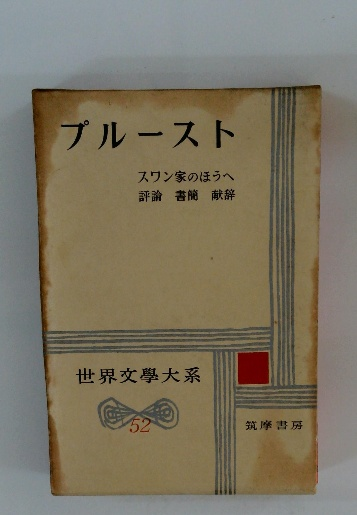 プルースト
スワン家のほうへ
評論 書簡 献辞
世界文學大系
52
筑摩書房